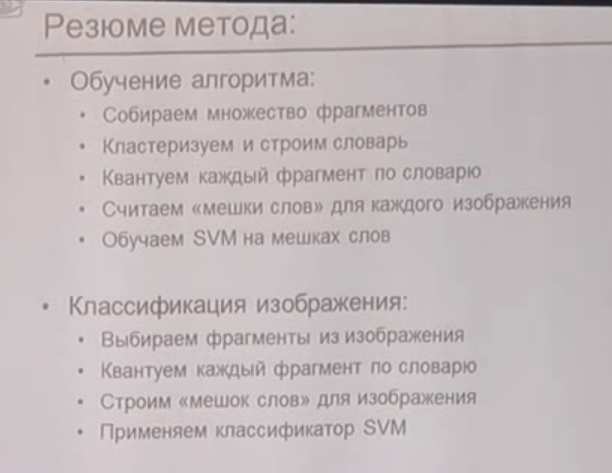 Резюме метода:
• Обучение алгоритма:
• Собираем множество фрагментов
• Кластеризуем и строим словарь
• Квантуем каждый фрагмент по словарю
• Считаем «мешки слов» для каждого изображения
• Обучаем SVM на мешках слов
• Классификация изображения:
• Выбираем фрагменты из изображения
• Квантуем каждый фрагмент по словарю
• Строим «мешок слов» для изображения
• Применяем классификатор SVM